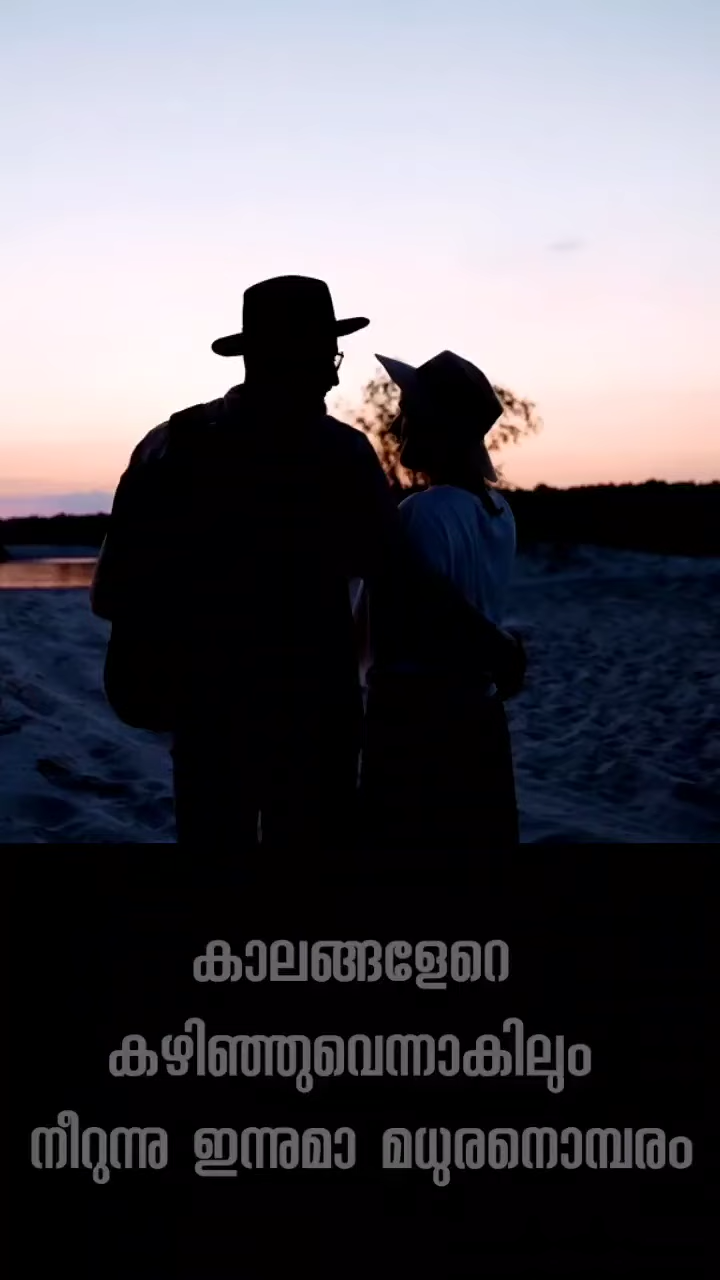 കാലങ്ങളേറെ
കഴിഞ്ഞുവെന്നാകിലും
നീറുന്നു ഇന്നുമാ മധുരനൊമ്പരം